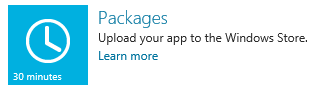 Packages
Upload your app to the Windows Store.
Learn more
30 minutes